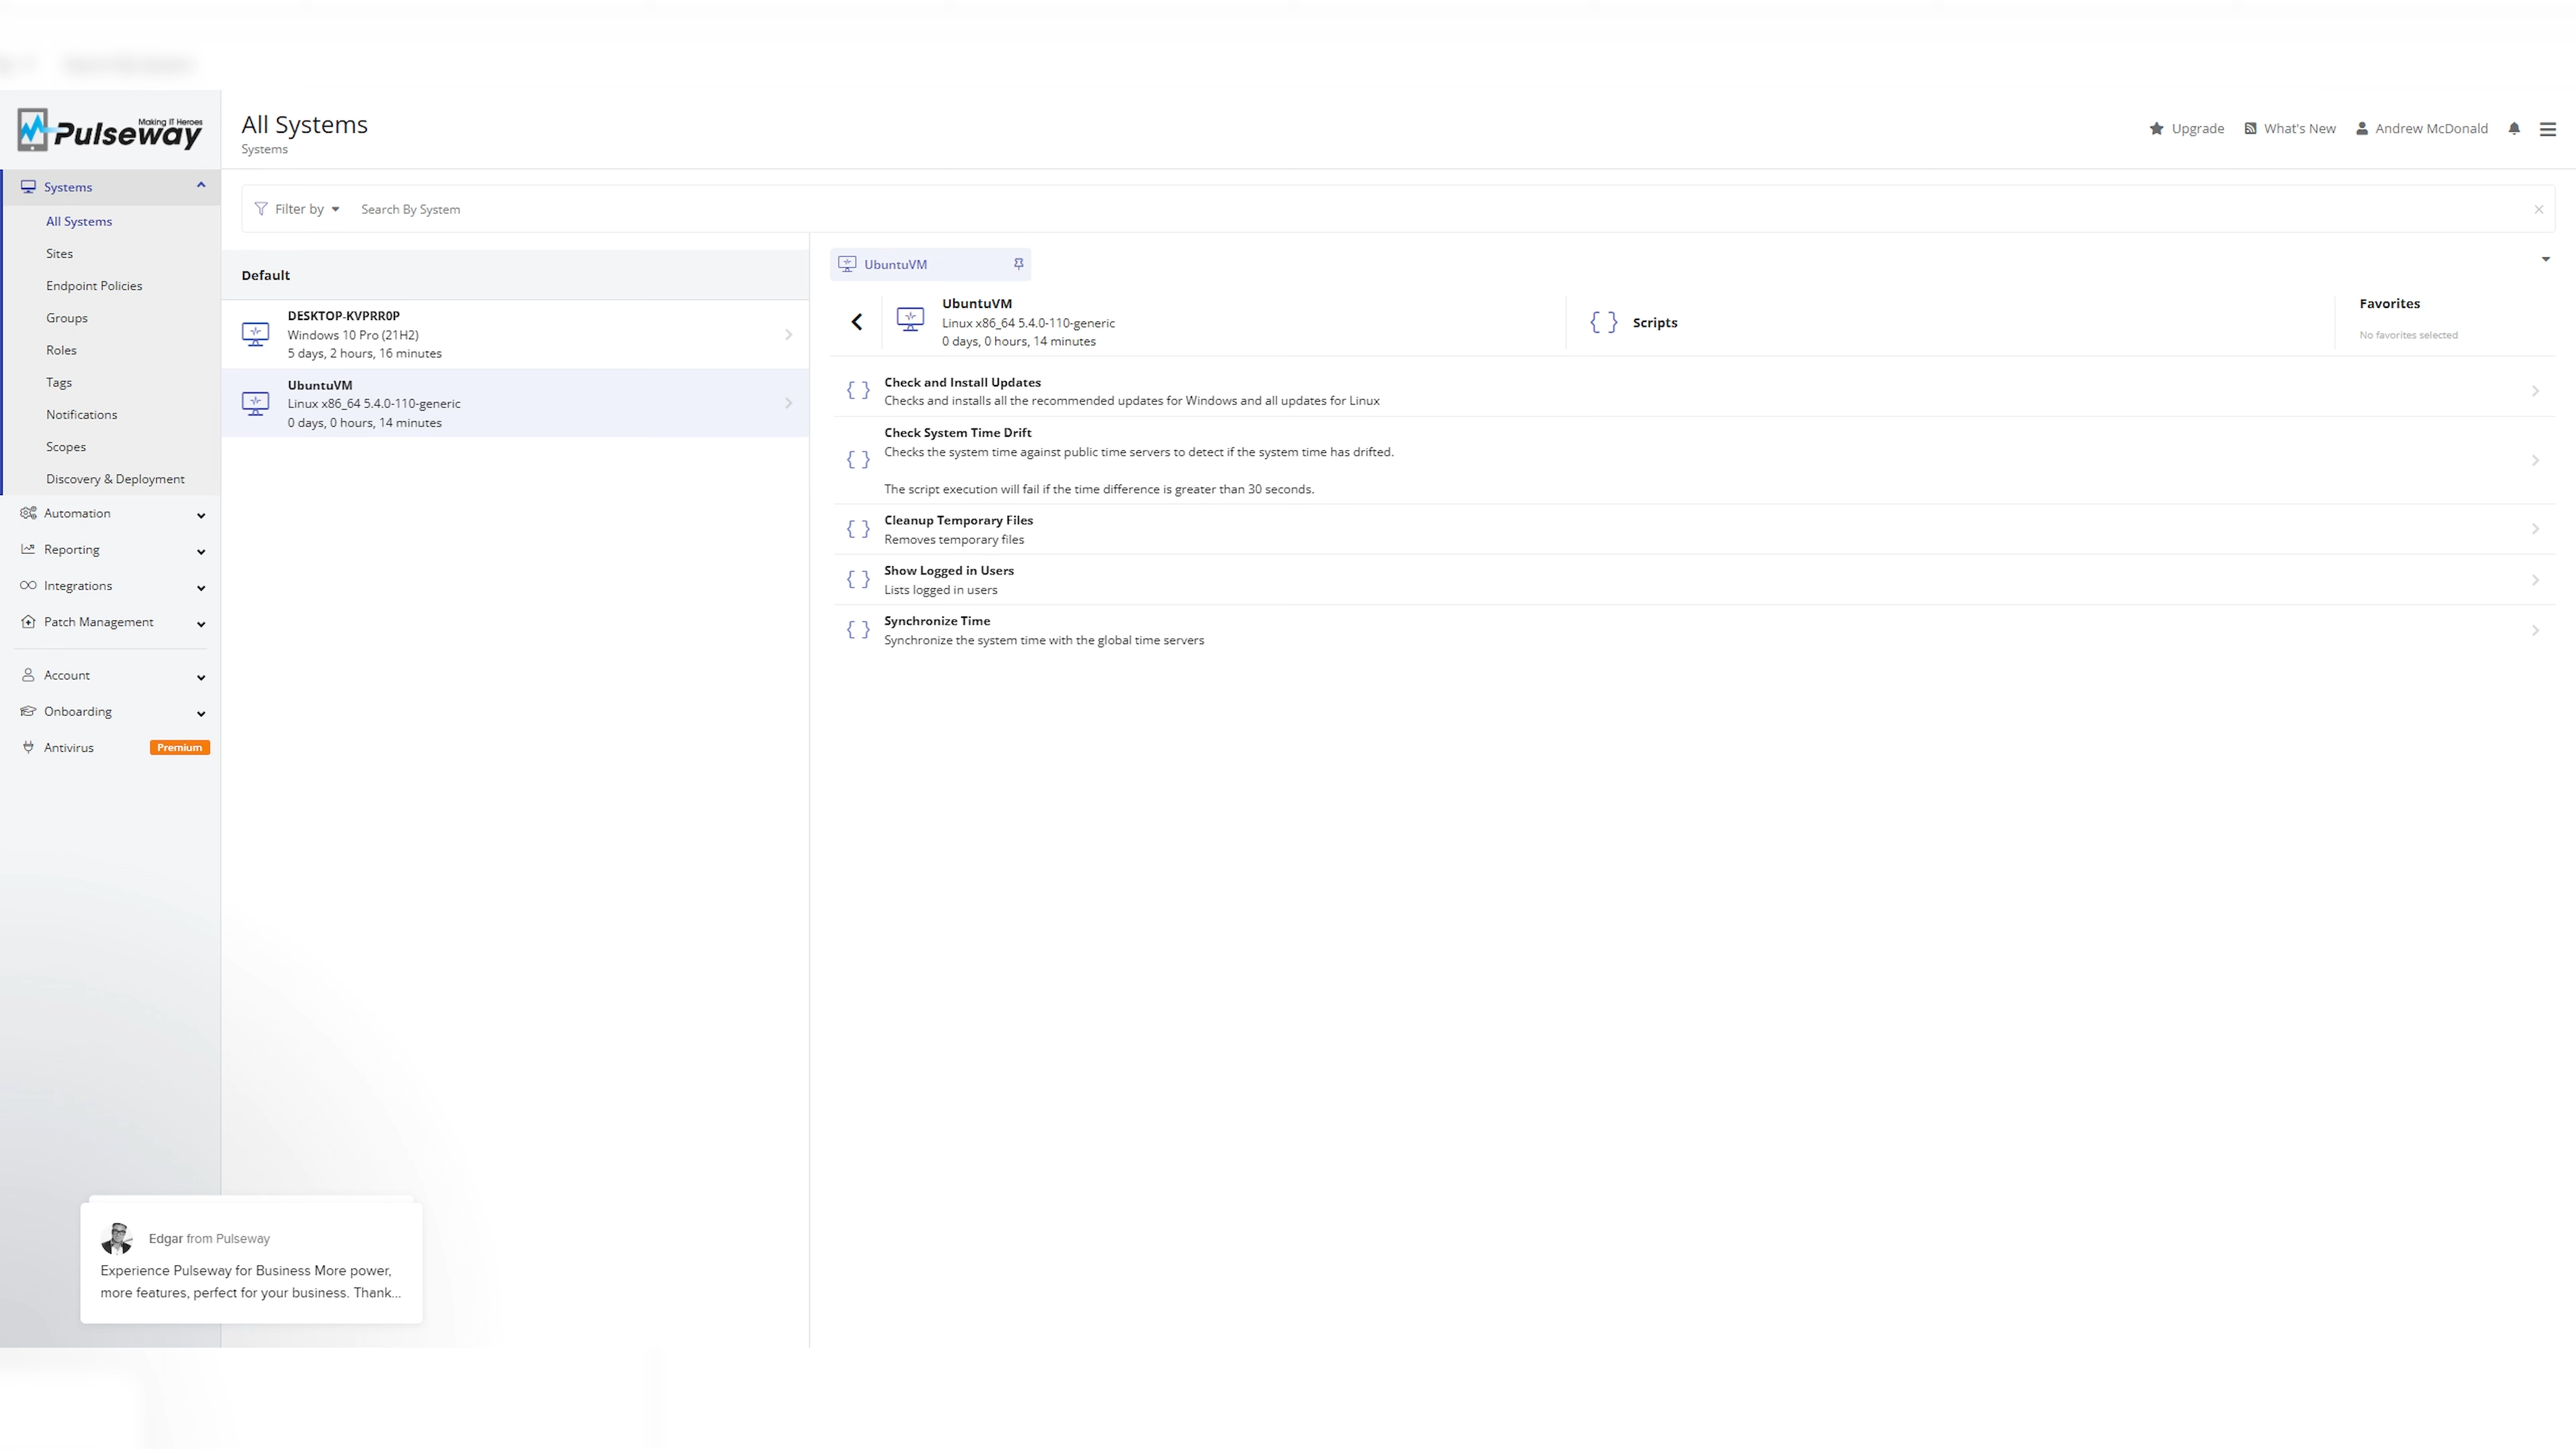 Making IT Heroes
Pulseway
All Systems
Systems
Upgrade
What's New
Andrew McDonald
Systems
All Systems
Sites
Endpoint Policies
Groups
Roles
Tags
Notifications
Scopes
Discovery & Deployment
Automation
Reporting
Integrations
Patch Management
Account
Onboarding
Antivirus
Premium
Filter by
Search By System
Default
DESKTOP-KVPRR0P
Windows 10 Pro (21H2)
5 days, 2 hours, 16 minutes
UbuntuVM
Linux x86_64 5.4.0-110-generic
0 days, 0 hours, 14 minutes
UbuntuVM
UbuntuVM
Linux x86_64 5.4.0-110-generic
0 days, 0 hours, 14 minutes
Scripts
Favorites
No favorites selected
Check and Install Updates
Checks and installs all the recommended updates for Windows and all updates for Linux
Check System Time Drift
Checks the system time against public time servers to detect if the system time has drifted.
The script execution will fail if the time difference is greater than 30 seconds.
Cleanup Temporary Files
Removes temporary files
Show Logged in Users
Lists logged in users
Synchronize Time
Synchronize the system time with the global time servers
Edgar from Pulseway
Experience Pulseway for Business More power,
more features, perfect for your business. Thank...